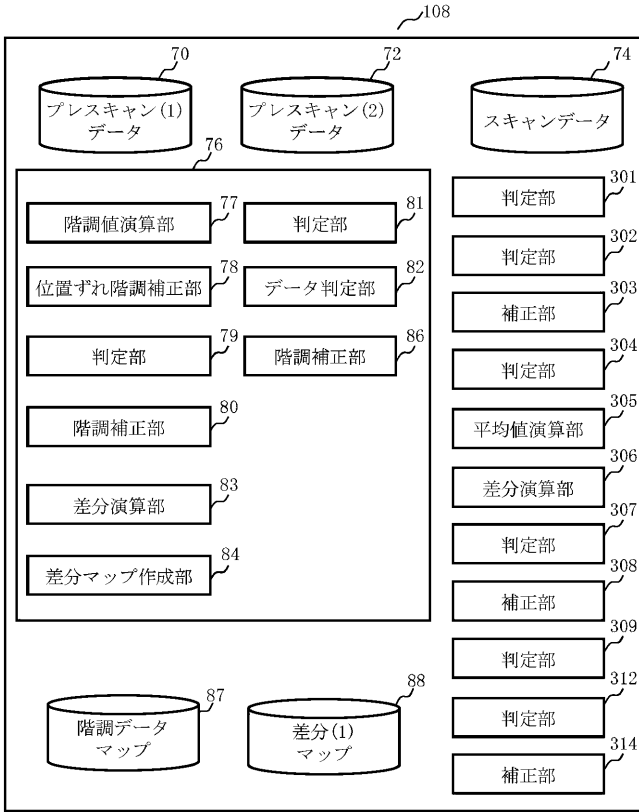 108
70
プレスキャン(1)
データ
72
プレスキャン(2)
データ
74
スキャンデータ
76
階調値演算部
77
判定部
81
位置ずれ階調補正部
78
データ判定部
82
判定部
79
階調補正部
86
階調補正部
80
差分演算部
83
差分マップ作成部
84
301
判定部
302
判定部
303
補正部
304
判定部
305
平均値演算部
306
差分演算部
307
判定部
308
補正部
309
判定部
312
判定部
314
補正部
87
階調データ
マップ
88
差分(1)
マップ